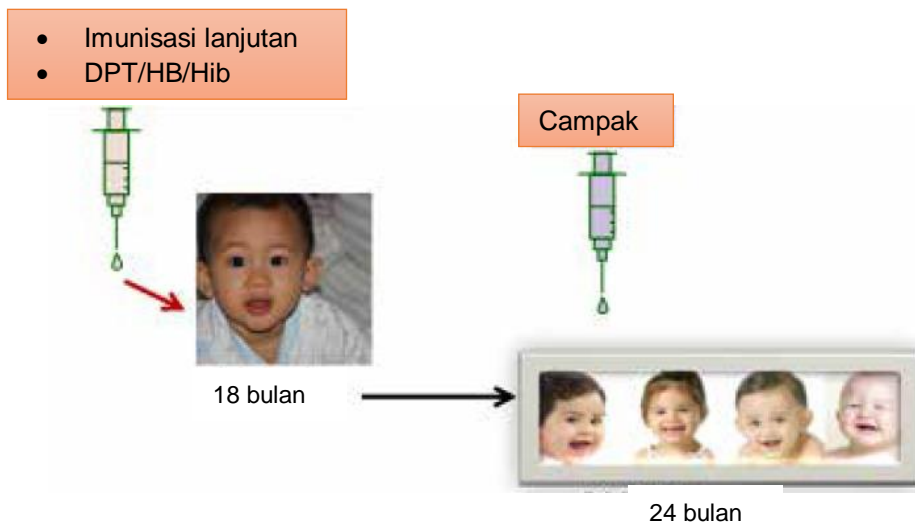 • Imunisasi lanjutan
• DPT/HB/Hib
Campak
18 bulan
24 bulan